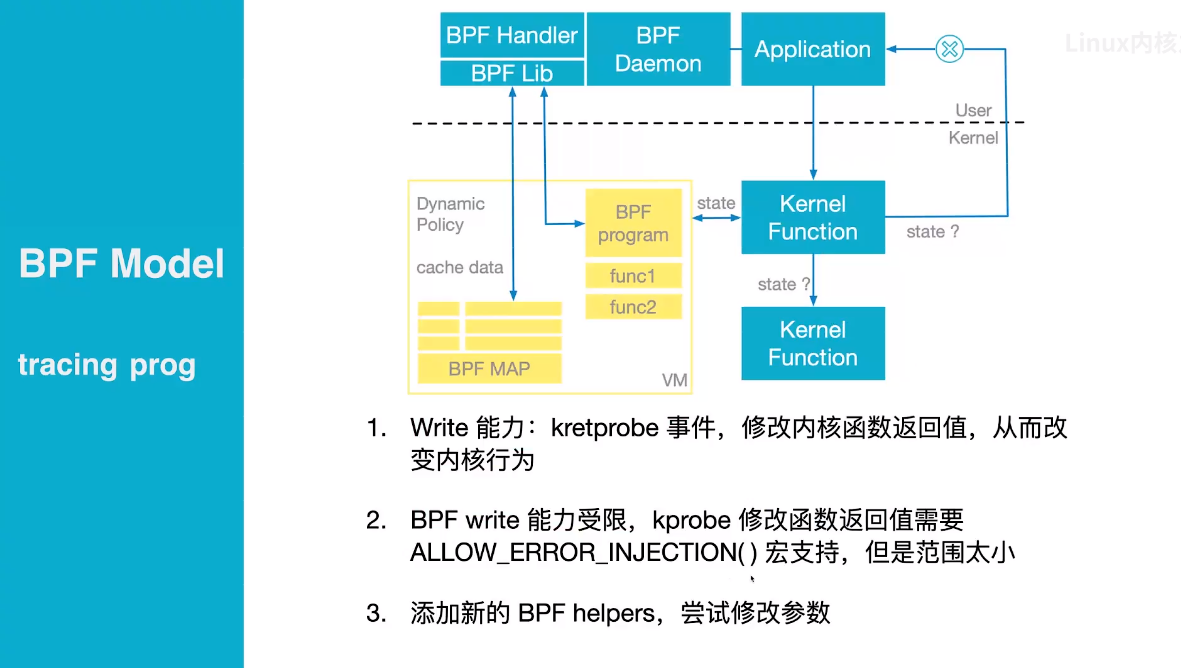 Linux内核
BPF Handler
BPF Lib
BPF
Daemon
Application
User
Kernel
Dynamic
Policy
cache data
BPF
program
func1
func2
BPF MAP
VM
state
Kernel
Function
state ?
state ?
Kernel
Function
BPF Model
tracing prog
1. Write 能力：kretprobe 事件，修改内核函数返回值，从而改
变内核行为
2. BPF write 能力受限，kprobe 修改函数返回值需要
ALLOW_ERROR_INJECTION( ) 宏支持，但是范围太小
3. 添加新的 BPF helpers，尝试修改参数